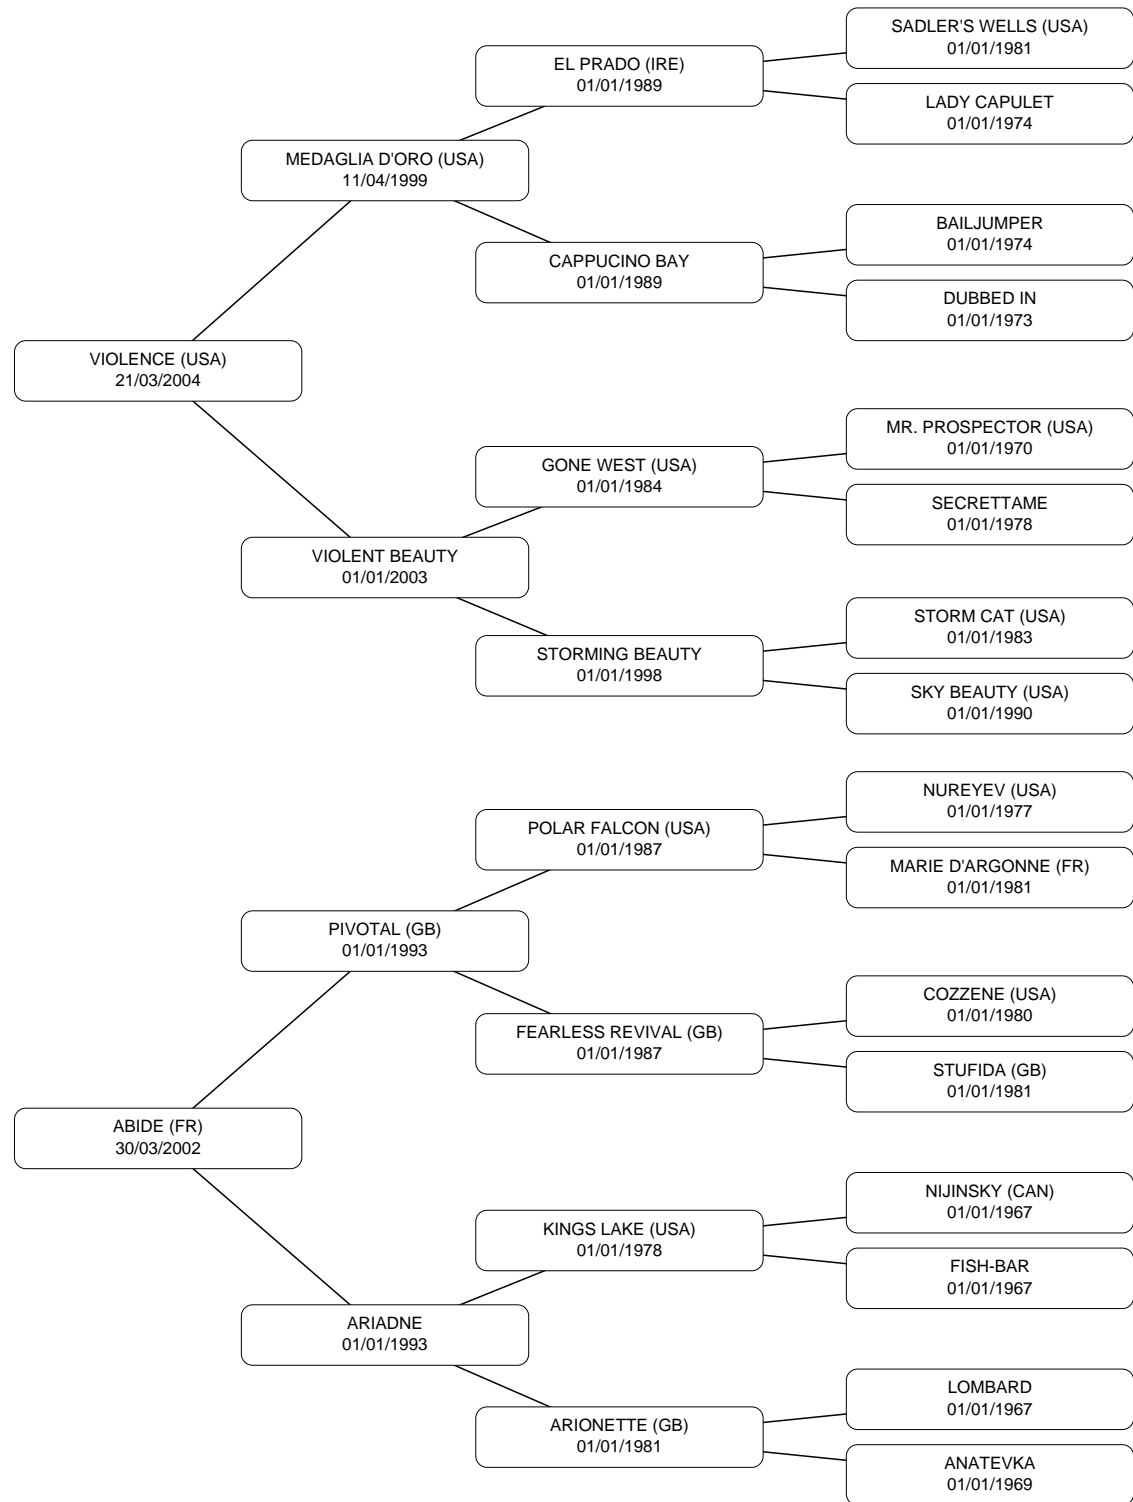 SADLER'S WELLS (USA)
01/01/1981
EL PRADO (IRE)
01/01/1989
LADY CAPULET
01/01/1974
MEDAGLIA D'ORO (USA)
11/04/1999
BAILJUMPER
01/01/1974
CAPPUCINO BAY
01/01/1989
DUBBED IN
01/01/1973
VIOLENCE (USA)
21/03/2004
MR. PROSPECTOR (USA)
01/01/1970
GONE WEST (USA)
01/01/1984
SECRETTAME
01/01/1978
VIOLENT BEAUTY
01/01/2003
STORM CAT (USA)
01/01/1983
STORMING BEAUTY
01/01/1998
SKY BEAUTY (USA)
01/01/1990
NUREYEV (USA)
01/01/1977
POLAR FALCON (USA)
01/01/1987
MARIE D'ARGONNE (FR)
01/01/1981
PIVOTAL (GB)
01/01/1993
COZZENE (USA)
01/01/1980
FEARLESS REVIVAL (GB)
01/01/1987
STUFIDA (GB)
01/01/1981
ABIDE (FR)
30/03/2002
NIJINSKY (CAN)
01/01/1967
KINGS LAKE (USA)
01/01/1978
FISH-BAR
01/01/1967
ARIADNE
01/01/1993
LOMBARD
01/01/1967
ARIONETTE (GB)
01/01/1981
ANATEVKA
01/01/1969